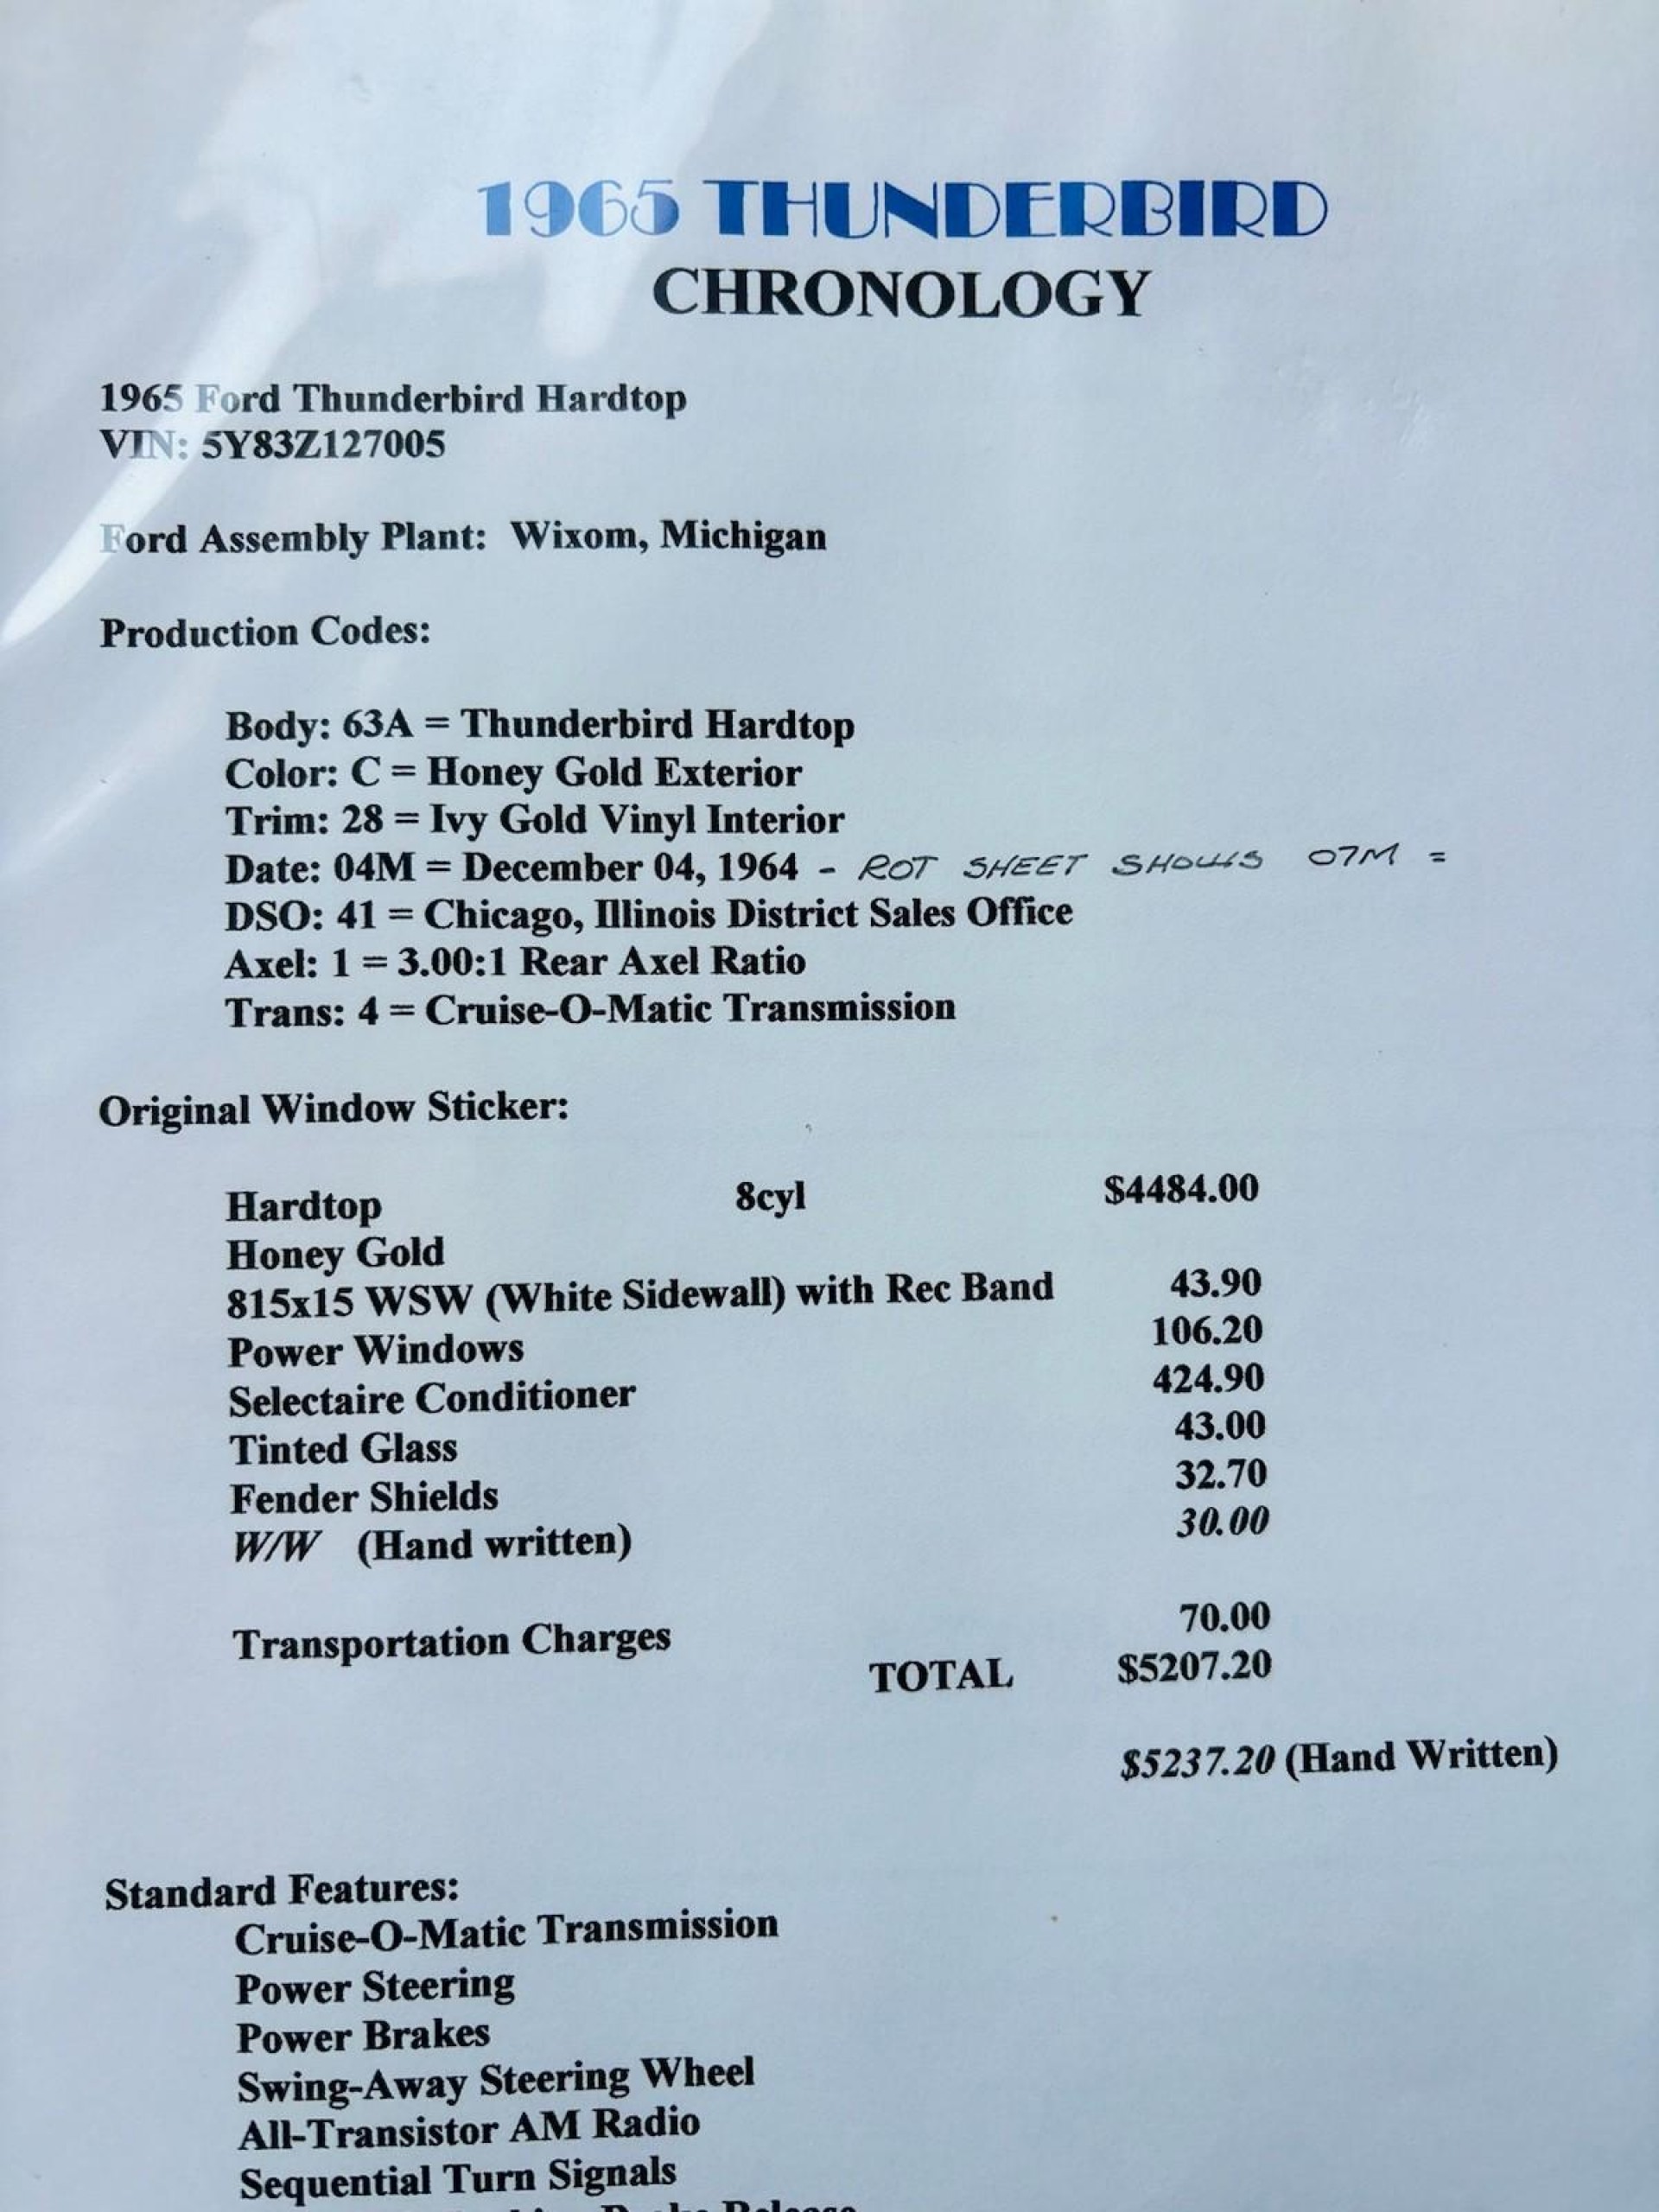 1965 THUNDERBIRD
CHRONOLOGY
1965 Ford Thunderbird Hardtop
VIN: 5Y83Z127005
Ford Assembly Plant: Wixom, Michigan
Production Codes:
Body: 63A = Thunderbird Hardtop
Color: C = Honey Gold Exterior
Trim: 28 = Ivy Gold Vinyl Interior
Date: 04M = December 04, 1964 - ROT SHEET SHOWS 07M =
DSO: 41 = Chicago, Illinois District Sales Office
Axel: 1 = 3.00:1 Rear Axel Ratio
Trans: 4 = Cruise-O-Matic Transmission
Original Window Sticker:
Hardtop 8cyl $4484.00
Honey Gold
815x15 WSW (White Sidewall) with Rec Band 43.90
Power Windows 106.20
Selectaire Conditioner 424.90
Tinted Glass 43.00
Fender Shields 32.70
W/W (Hand written) 30.00
Transportation Charges 70.00
TOTAL $5207.20
$5237.20 (Hand Written)
Standard Features:
Cruise-O-Matic Transmission
Power Steering
Power Brakes
Swing-Away Steering Wheel
All-Transistor AM Radio
Sequential Turn Signals